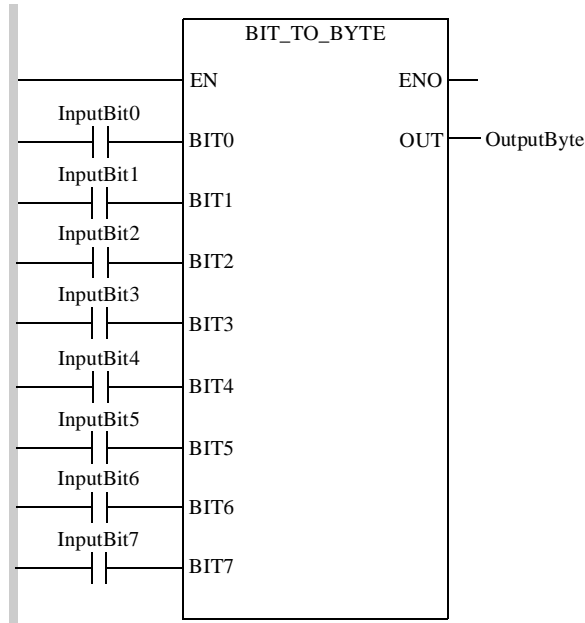 BIT_TO_BYTE
EN ENO
InputBit0
BIT0 OUT OutputByte
InputBit1
BIT1
InputBit2
BIT2
InputBit3
BIT3
InputBit4
BIT4
InputBit5
BIT5
InputBit6
BIT6
InputBit7
BIT7